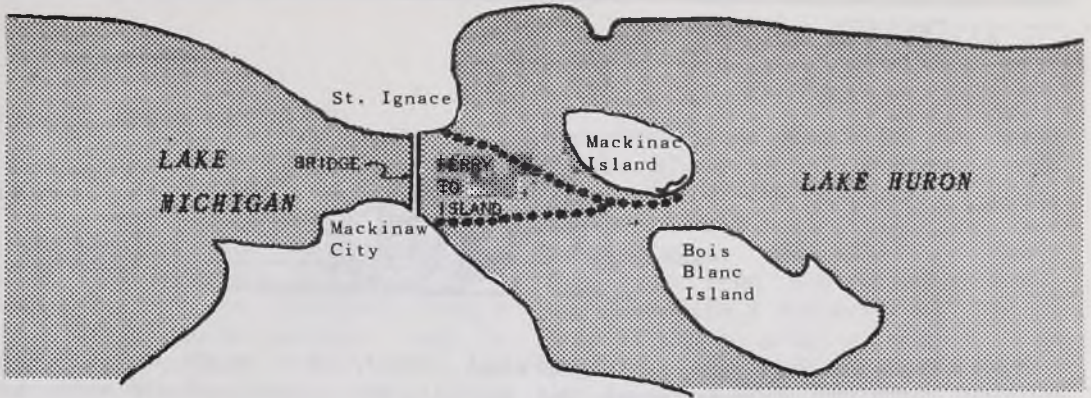 St. Ignace
LAKE
MICHIGAN
BRIDGE
FERRY
TO
ISLAND
Mackinac
Island
LAKE HURON
Mackinaw
City
Bois
Blanc
Island